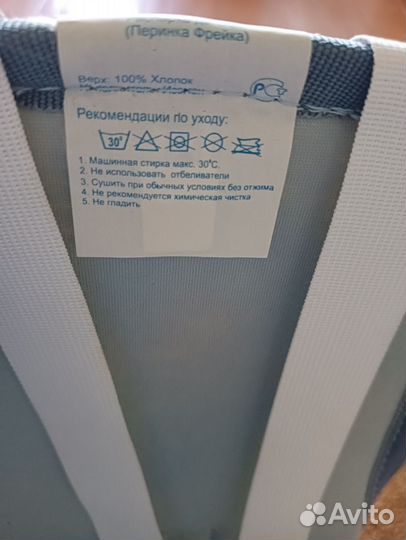 (Перинка Фрейка)
Верх: 100% Хлопок
Рекомендации по уходу:
30°
1. Машинная стирка макс. 30°С.
2. Не использовать отбеливатели
3. Сушить при обычных условиях без отжима
4. Не рекомендуется химическая чистка
5. Не гладить
Avito